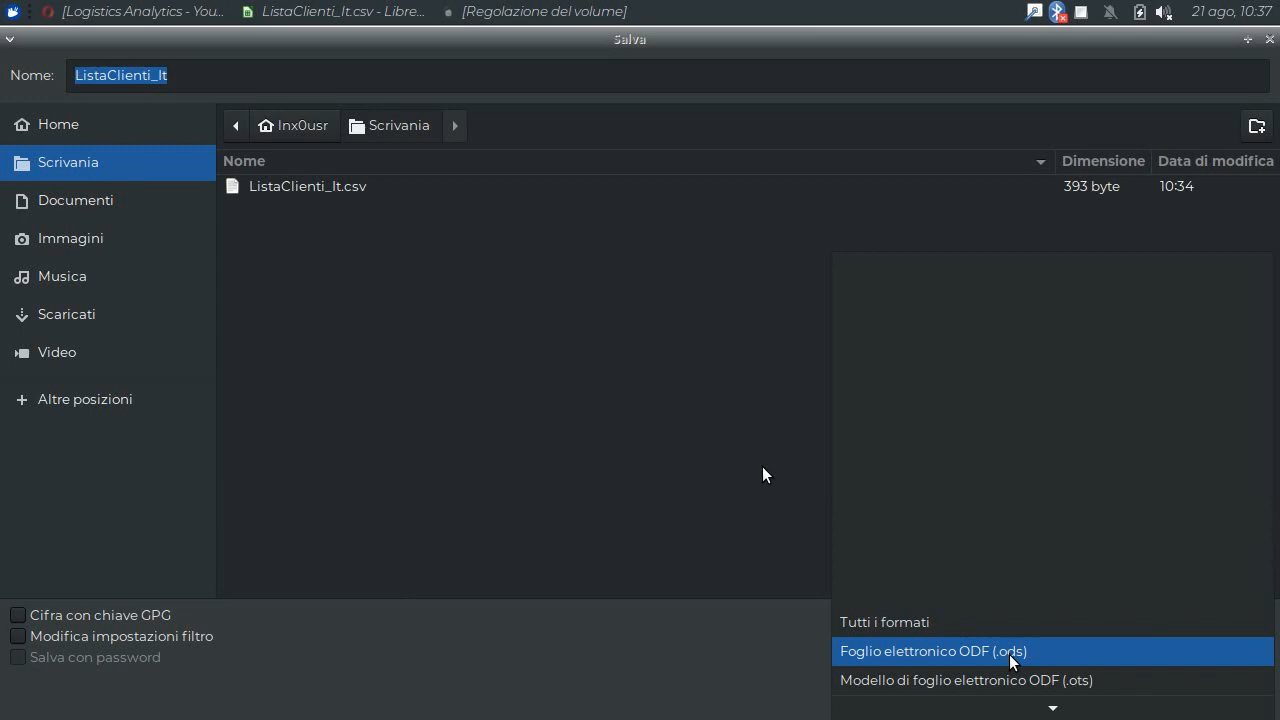 [Logistics Analytics - You... ListaClienti_It.csv - Libre... [Regolazione del volume] 21 ago, 10:37
Salva
Nome: ListaClienti_It
Home
Scrivania
Documenti
Immagini
Musica
Scaricati
Video
Altre posizioni
lnx0usr Scrivania
Nome Dimensione Data di modifica
ListaClienti_It.csv 393 byte 10:34
Cifra con chiave GPG
Modifica impostazioni filtro
Salva con password
Tutti i formati
Foglio elettronico ODF (.ods)
Modello di foglio elettronico ODF (.ots)